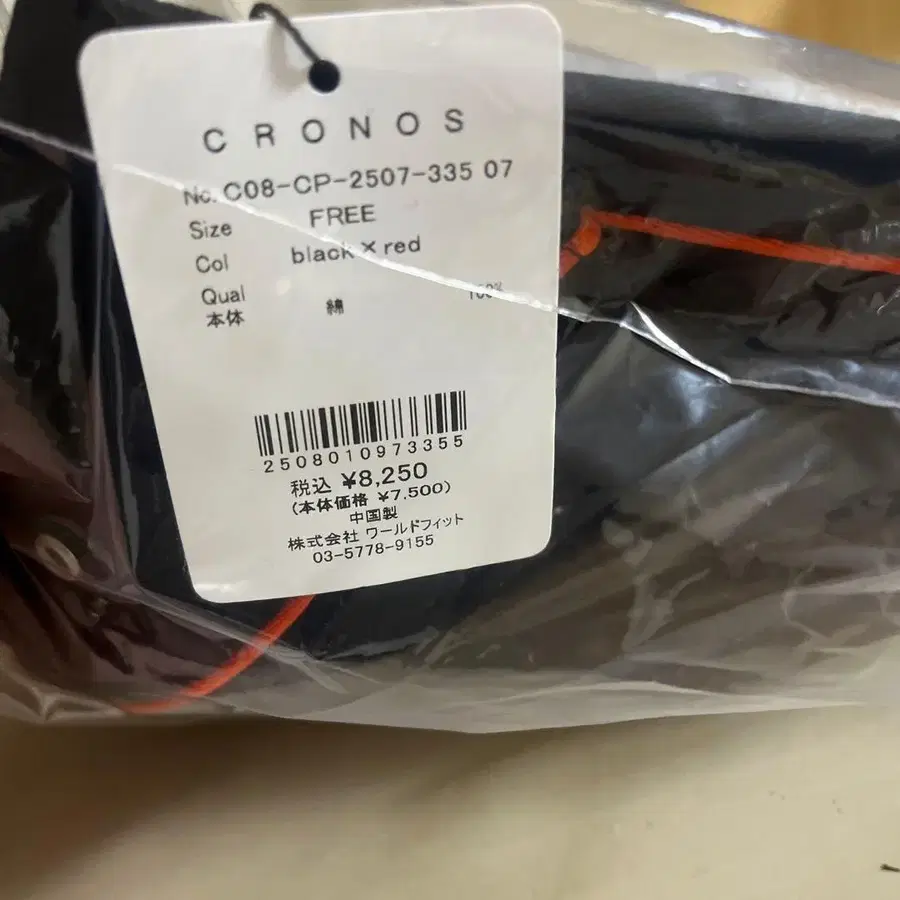 CRONOS
No. C08-CP-2507-335 07
Size FREE
Col black×red
Qual
本体 綿 100%
2508010973355
税込 ¥8,250
(本体価格 ¥7,500)
中国製
株式会社 ワールドフィット
03-5778-9155